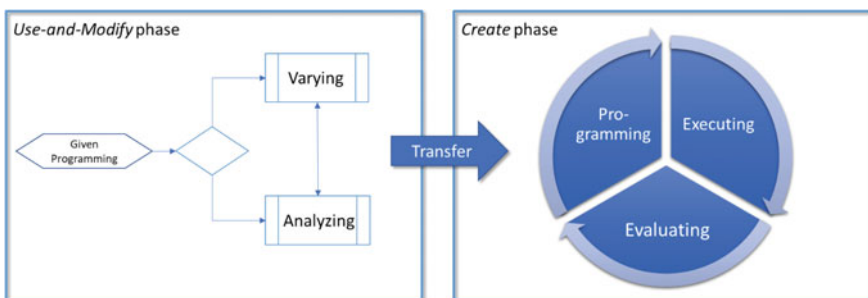 Use-and-Modify phase
Given
Programming
Varying
Analyzing
Transfer
Create phase
Pro-
gramming
Executing
Evaluating